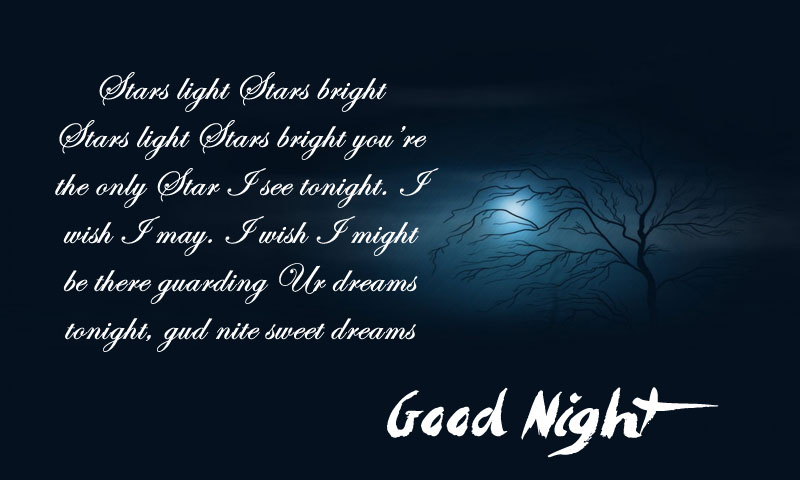 Stars light Stars bright
Stars light Stars bright you're
the only Star I see tonight. I
wish I may. I wish I might
be there guarding Ur dreams
tonight, gud nite sweet dreams
Good Night